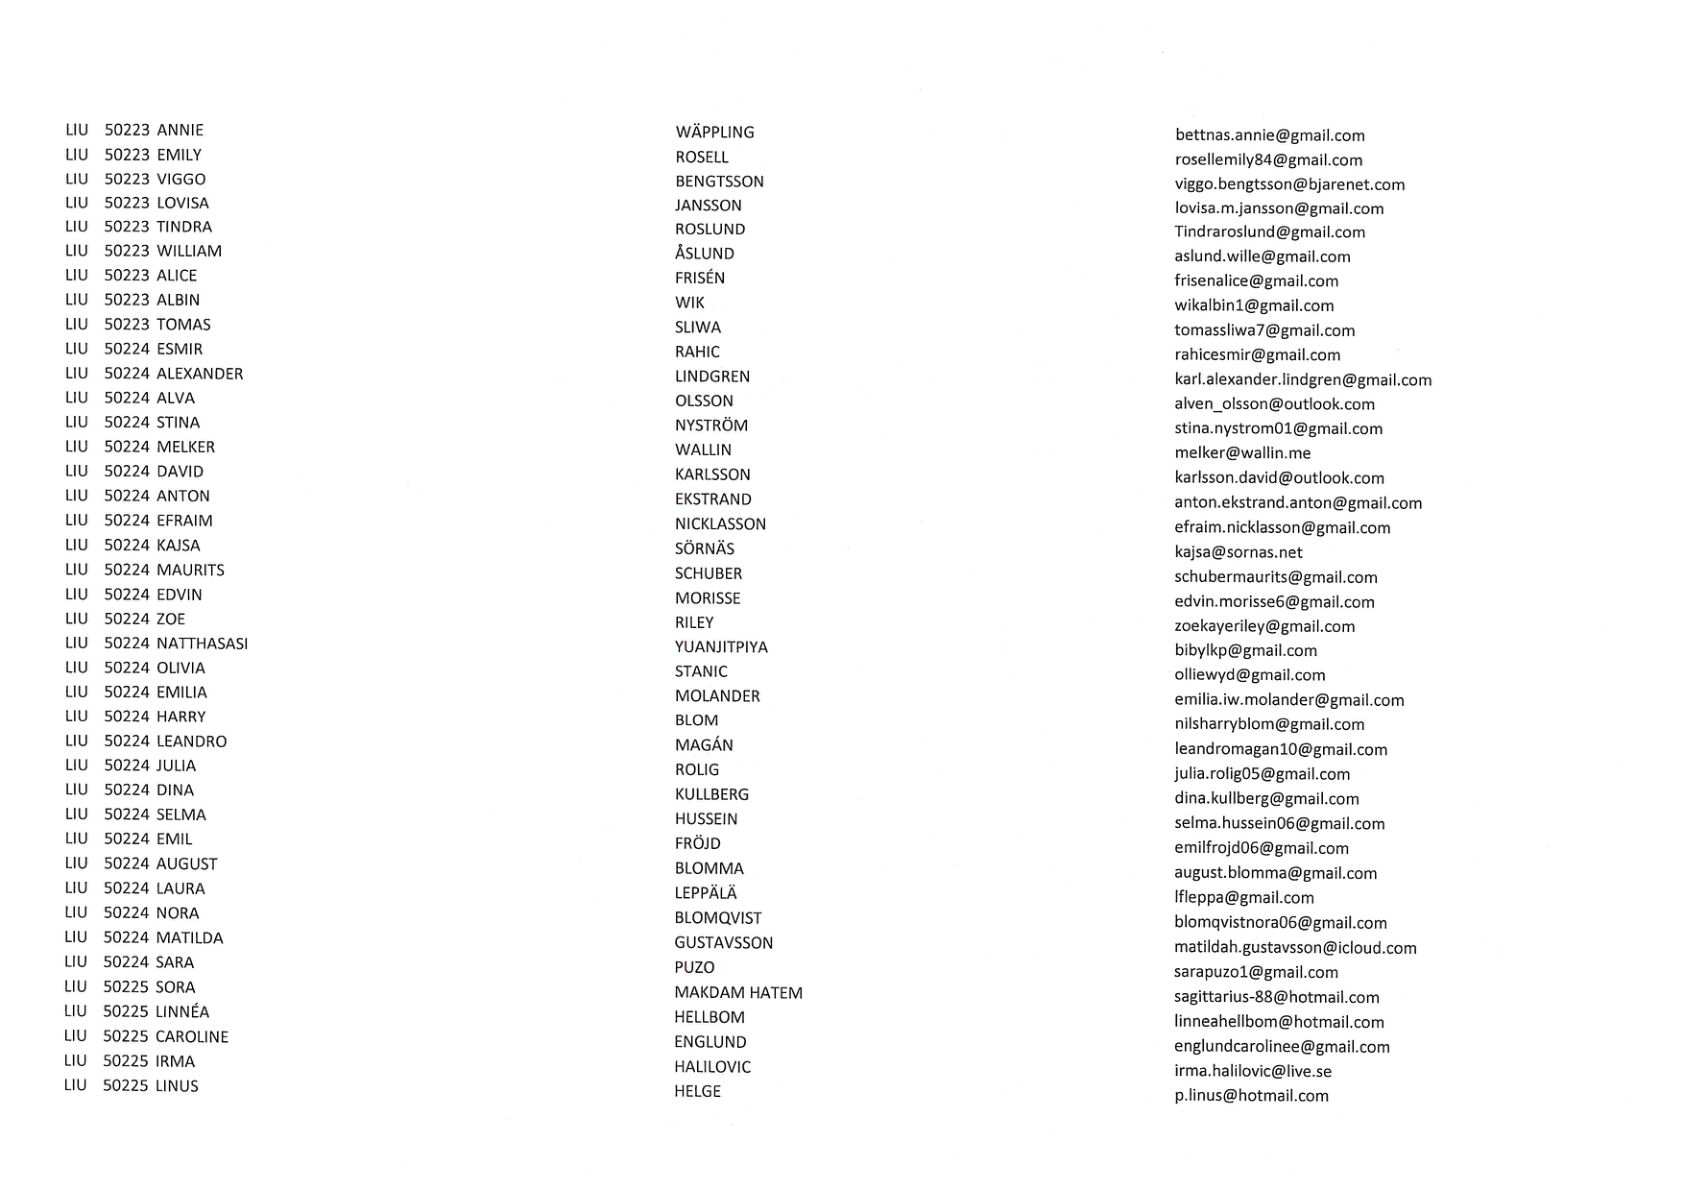 LIU 50223 ANNIE WÄPPLING bettnas.annie@gmail.com
LIU 50223 EMILY ROSELL rosellemily84@gmail.com
LIU 50223 VIGGO BENGTSSON viggo.bengtsson@bjarenet.com
LIU 50223 LOVISA JANSSON lovisa.m.jansson@gmail.com
LIU 50223 TINDRA ROSLUND Tindraroslund@gmail.com
LIU 50223 WILLIAM ÅSLUND aslund.wille@gmail.com
LIU 50223 ALICE FRISÉN frisenalice@gmail.com
LIU 50223 ALBIN WIK wikalbin1@gmail.com
LIU 50223 TOMAS SLIWA tomassliwa7@gmail.com
LIU 50224 ESMIR RAHIC rahicesmir@gmail.com
LIU 50224 ALEXANDER LINDGREN karl.alexander.lindgren@gmail.com
LIU 50224 ALVA OLSSON alven_olsson@outlook.com
LIU 50224 STINA NYSTRÖM stina.nystrom01@gmail.com
LIU 50224 MELKER WALLIN melker@wallin.me
LIU 50224 DAVID KARLSSON karlsson.david@outlook.com
LIU 50224 ANTON EKSTRAND anton.ekstrand.anton@gmail.com
LIU 50224 EFRAIM NICKLASSON efraim.nicklasson@gmail.com
LIU 50224 KAJSA SÖRNÄS kajsa@sornas.net
LIU 50224 MAURITS SCHUBER schubermaurits@gmail.com
LIU 50224 EDVIN MORISSE edvin.morisse6@gmail.com
LIU 50224 ZOE RILEY zoekayeriley@gmail.com
LIU 50224 NATTHASASI YUANJITPIYA bibylkp@gmail.com
LIU 50224 OLIVIA STANIC olliewyd@gmail.com
LIU 50224 EMILIA MOLANDER emilia.iw.molander@gmail.com
LIU 50224 HARRY BLOM nilsharryblom@gmail.com
LIU 50224 LEANDRO MAGÁN leandromagan10@gmail.com
LIU 50224 JULIA ROLIG julia.rolig05@gmail.com
LIU 50224 DINA KULLBERG dina.kullberg@gmail.com
LIU 50224 SELMA HUSSEIN selma.hussein06@gmail.com
LIU 50224 EMIL FRÖJD emilfrojd06@gmail.com
LIU 50224 AUGUST BLOMMA august.blomma@gmail.com
LIU 50224 LAURA LEPPÄLÄ lfleppa@gmail.com
LIU 50224 NORA BLOMQVIST blomqvistnora06@gmail.com
LIU 50224 MATILDA GUSTAVSSON matildah.gustavsson@icloud.com
LIU 50224 SARA PUZO sarapuzo1@gmail.com
LIU 50225 SORA MAKDAM HATEM sagittarius-88@hotmail.com
LIU 50225 LINNÉA HELLBOM linneahellbom@hotmail.com
LIU 50225 CAROLINE ENGLUND englundcarolinee@gmail.com
LIU 50225 IRMA HALILOVIC irma.halilovic@live.se
LIU 50225 LINUS HELGE p.linus@hotmail.com